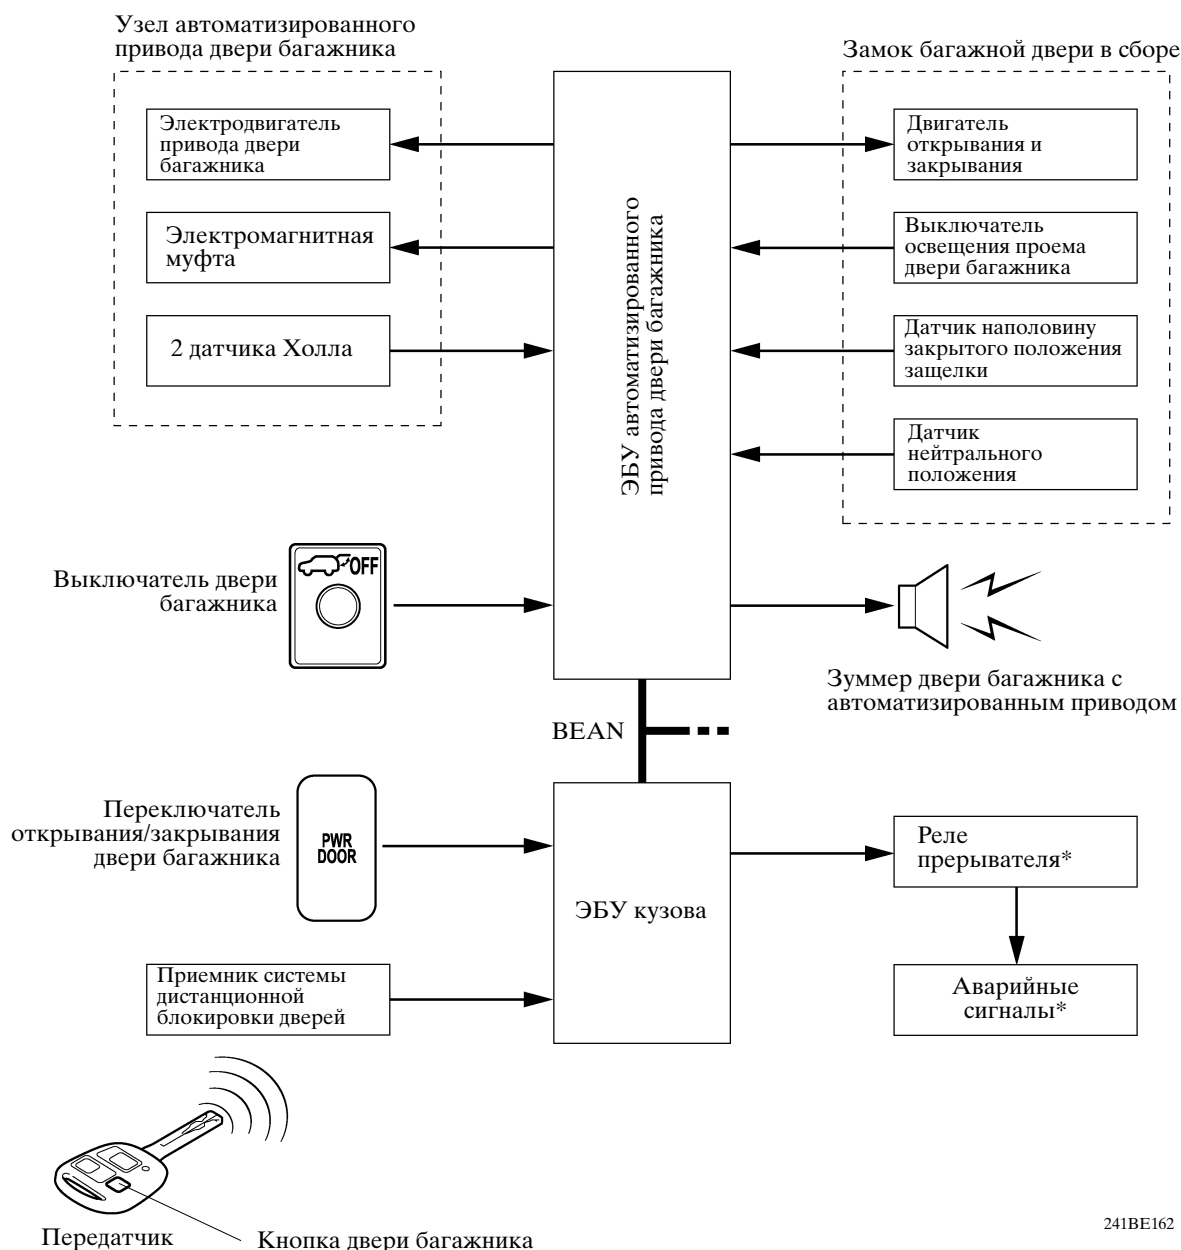 Узел автоматизированного
привода двери багажника
Замок багажной двери в сборе
Электродвигатель
привода двери
багажника
Электромагнитная
муфта
2 датчика Холла
ЭБУ автоматизированного
привода двери багажника
Двигатель
открывания и
закрывания
Выключатель
освещения проема
двери багажника
Датчик наполовину
закрытого положения
защелки
Датчик
нейтрального
положения
Выключатель двери
багажника
OFF
Зуммер двери багажника с
автоматизированным приводом
BEAN
Переключатель
открывания/закрывания
двери багажника
PWR
DOOR
ЭБУ кузова
Реле
прерывателя*
Приемник системы
дистанционной
блокировки дверей
Аварийные
сигналы*
Передатчик
Кнопка двери багажника
241BE162